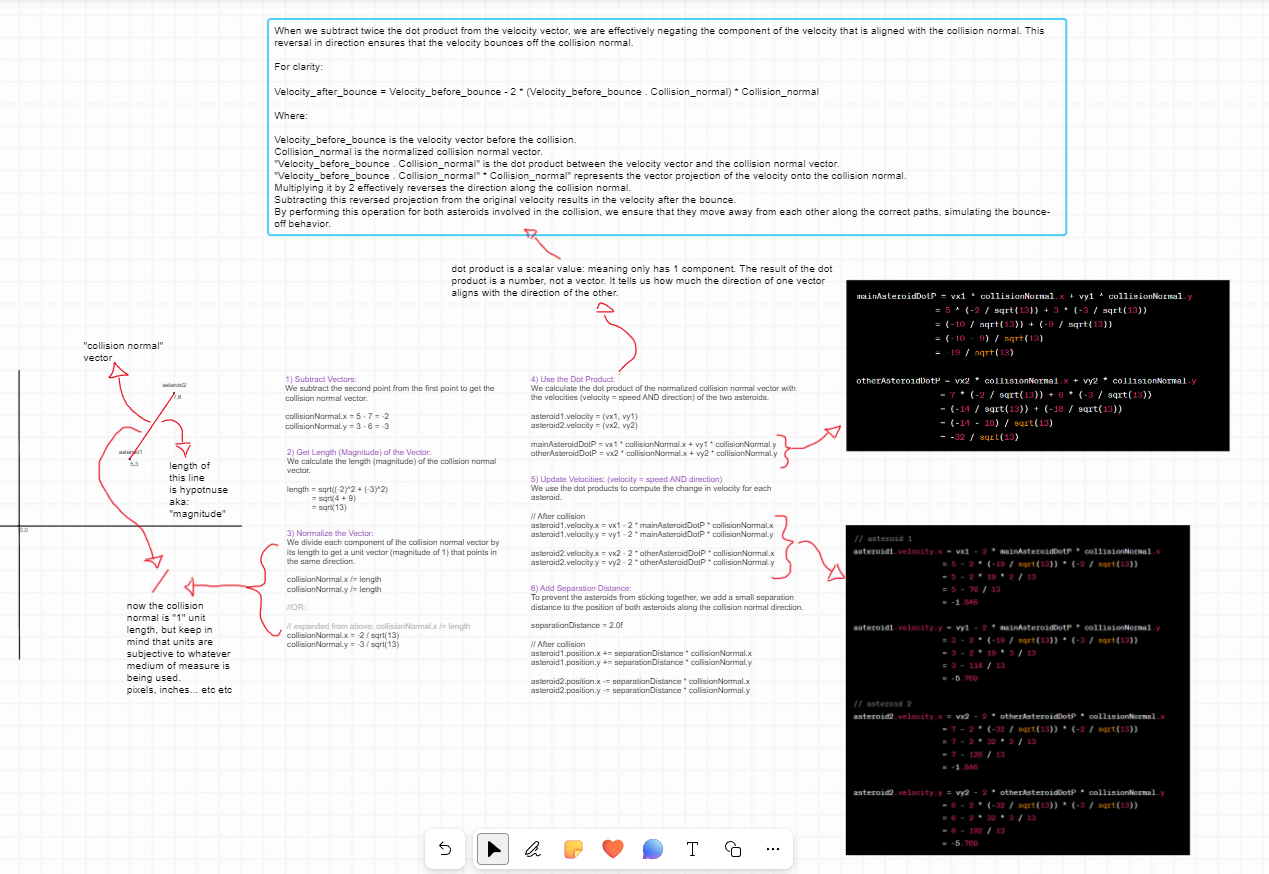 When we subtract twice the dot product from the velocity vector, we are effectively negating the component of the velocity that is aligned with the collision normal. This
reversal in direction ensures that the velocity bounces off the collision normal.
For clarity:
Velocity_after_bounce = Velocity_before_bounce - 2 * (Velocity_before_bounce . Collision_normal) * Collision_normal
Where:
Velocity_before_bounce is the velocity vector before the collision.
Collision_normal is the normalized collision normal vector.
"Velocity_before_bounce . Collision_normal" is the dot product between the velocity vector and the collision normal vector.
"Velocity_before_bounce . Collision_normal" * Collision_normal" represents the vector projection of the velocity onto the collision normal.
Multiplying it by 2 effectively reverses the direction along the collision normal.
Subtracting this reversed projection from the original velocity results in the velocity after the bounce.
By performing this operation for both asteroids involved in the collision, we ensure that they move away from each other along the correct paths, simulating the bounce-
off behavior.
dot product is a scalar value: meaning only has 1 component. The result of the dot
product is a number, not a vector. It tells us how much the direction of one vector
aligns with the direction of the other.
"collision normal"
vector
asteroid2
7,6
asteroid1
5,3
length of
this line
is hypotnuse
aka:
"magnitude"
0,0
now the collision
normal is "1" unit
length, but keep in
mind that units are
subjective to whatever
medium of measure is
being used.
pixels, inches... etc etc
1) Subtract Vectors:
We subtract the second point from the first point to get the
collision normal vector.
collisionNormal.x = 5 - 7 = -2
collisionNormal.y = 3 - 6 = -3
2) Get Length (Magnitude) of the Vector:
We calculate the length (magnitude) of the collision normal
vector.
length = sqrt((-2)^2 + (-3)^2)
= sqrt(4 + 9)
= sqrt(13)
3) Normalize the Vector:
We divide each component of the collision normal vector by
its length to get a unit vector (magnitude of 1) that points in
the same direction.
collisionNormal.x /= length
collisionNormal.y /= length
//OR:
// expanded from above: collisionNormal.x /= length
collisionNormal.x = -2 / sqrt(13)
collisionNormal.y = -3 / sqrt(13)
4) Use the Dot Product:
We calculate the dot product of the normalized collision normal vector with
the velocities (velocity = speed AND direction) of the two asteroids.
asteroid1.velocity = (vx1, vy1)
asteroid2.velocity = (vx2, vy2)
mainAsteroidDotP = vx1 * collisionNormal.x + vy1 * collisionNormal.y
otherAsteroidDotP = vx2 * collisionNormal.x + vy2 * collisionNormal.y
5) Update Velocities: (velocity = speed AND direction)
We use the dot products to compute the change in velocity for each
asteroid.
// After collision
asteroid1.velocity.x = vx1 - 2 * mainAsteroidDotP * collisionNormal.x
asteroid1.velocity.y = vy1 - 2 * mainAsteroidDotP * collisionNormal.y
asteroid2.velocity.x = vx2 - 2 * otherAsteroidDotP * collisionNormal.x
asteroid2.velocity.y = vy2 - 2 * otherAsteroidDotP * collisionNormal.y
6) Add Separation Distance:
To prevent the asteroids from sticking together, we add a small separation
distance to the position of both asteroids along the collision normal direction.
separationDistance = 2.0f
// After collision
asteroid1.position.x += separationDistance * collisionNormal.x
asteroid1.position.y += separationDistance * collisionNormal.y
asteroid2.position.x -= separationDistance * collisionNormal.x
asteroid2.position.y -= separationDistance * collisionNormal.y
mainAsteroidDotP = vx1 * collisionNormal.x + vy1 * collisionNormal.y
= 5 * (-2 / sqrt(13)) + 3 * (-3 / sqrt(13))
= (-10 / sqrt(13)) + (-9 / sqrt(13))
= (-10 - 9) / sqrt(13)
= -19 / sqrt(13)
otherAsteroidDotP = vx2 * collisionNormal.x + vy2 * collisionNormal.y
= 7 * (-2 / sqrt(13)) + 6 * (-3 / sqrt(13))
= (-14 / sqrt(13)) + (-18 / sqrt(13))
= (-14 - 18) / sqrt(13)
= -32 / sqrt(13)
// asteroid 1
asteroid1.velocity.x = vx1 - 2 * mainAsteroidDotP * collisionNormal.x
= 5 - 2 * (-19 / sqrt(13)) * (-2 / sqrt(13))
= 5 - 2 * 19 * 2 / 13
= 5 - 76 / 13
= -1.846
asteroid1.velocity.y = vy1 - 2 * mainAsteroidDotP * collisionNormal.y
= 3 - 2 * (-19 / sqrt(13)) * (-3 / sqrt(13))
= 3 - 2 * 19 * 3 / 13
= 3 - 114 / 13
= -5.769
// asteroid 2
asteroid2.velocity.x = vx2 - 2 * otherAsteroidDotP * collisionNormal.x
= 7 - 2 * (-32 / sqrt(13)) * (-2 / sqrt(13))
= 7 - 2 * 32 * 2 / 13
= 7 - 128 / 13
= -1.846
asteroid2.velocity.y = vy2 - 2 * otherAsteroidDotP * collisionNormal.y
= 6 - 2 * (-32 / sqrt(13)) * (-3 / sqrt(13))
= 6 - 2 * 32 * 3 / 13
= 6 - 192 / 13
= -5.769
T